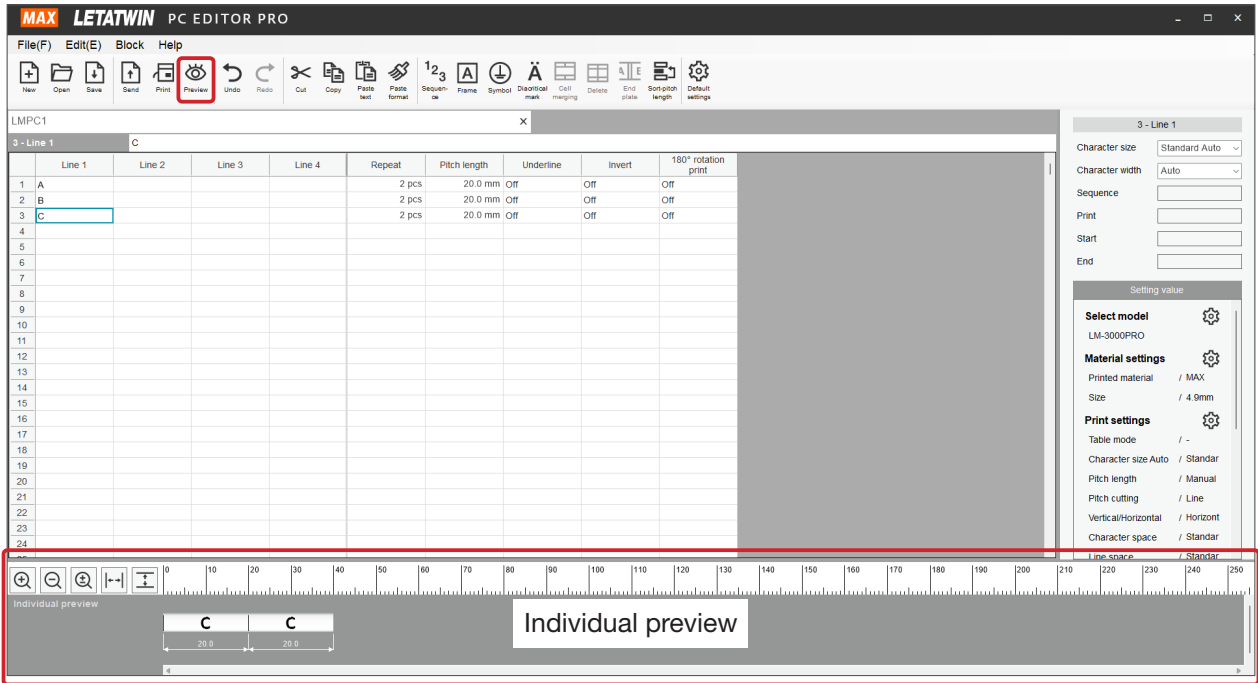 MAX LETATWIN PC EDITOR PRO
File(F) Edit(E) Block Help
New Open Save Send Print Preview Undo Redo Cut Copy Paste text Paste format Sequence Frame Symbol Diacritical mark Cell merging Delete End plate Sort-pitch length Default settings
LMPC1 x
3 - Line 1 C
Line 1 Line 2 Line 3 Line 4 Repeat Pitch length Underline Invert 180° rotation print
1 A 2 pcs 20.0 mm Off Off Off
2 B 2 pcs 20.0 mm Off Off Off
3 C 2 pcs 20.0 mm Off Off Off
4
5
6
7
8
9
10
11
12
13
14
15
16
17
18
19
20
21
22
23
24
3 - Line 1
Character size Standard Auto
Character width Auto
Sequence
Print
Start
End
Setting value
Select model
LM-3000PRO
Material settings
Printed material / MAX
Size / 4.9mm
Print settings
Table mode / -
Character size Auto / Standar
Pitch length / Manual
Pitch cutting / Line
Vertical/Horizontal / Horizont
Character space / Standar
Line space / Standar
0 10 20 30 40 50 60 70 80 90 100 110 120 130 140 150 160 170 180 190 200 210 220 230 240 250
Individual preview
C C
20.0 20.0
Individual preview